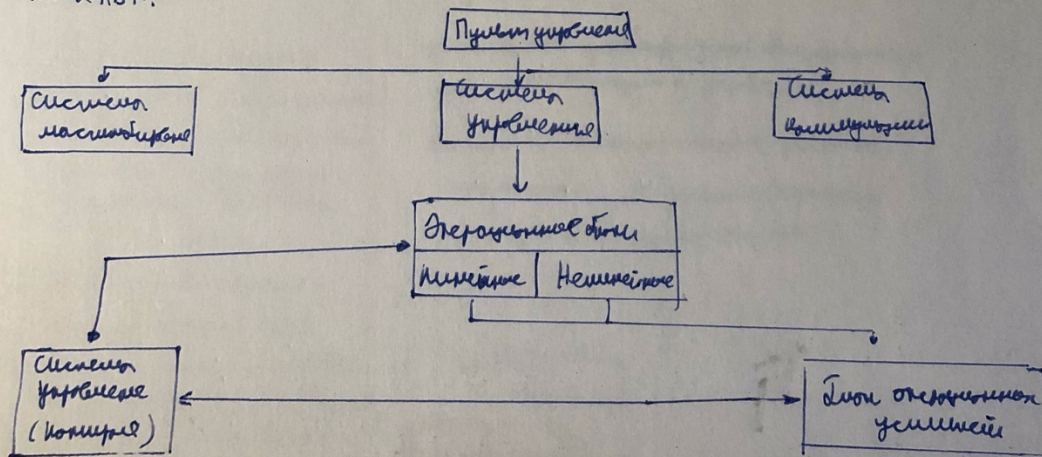 Пульт управления
Система
масштабирования
Система
управления
Система
коммутации
Операционные блоки
Линейные
Нелинейные
Система
управления
(контроля)
Блок операционных
усилителей